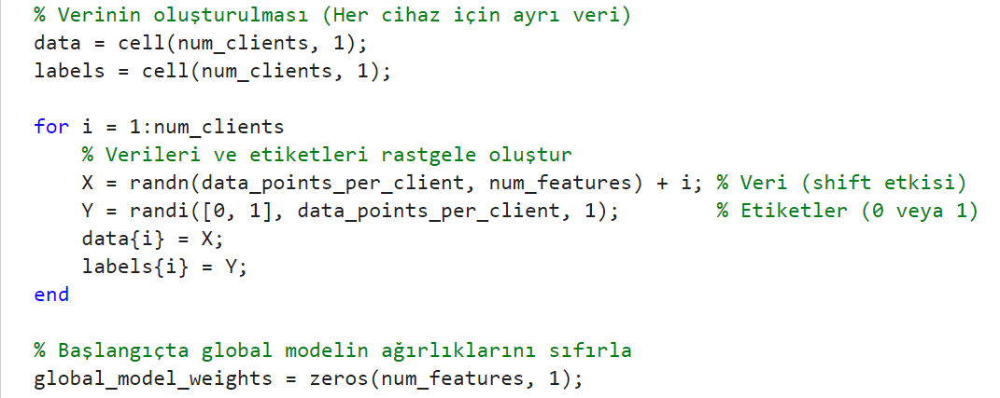 % Verinin oluşturulması (Her cihaz için ayrı veri)
data = cell(num_clients, 1);
labels = cell(num_clients, 1);
for i = 1:num_clients
% Verileri ve etiketleri rastgele oluştur
X = randn(data_points_per_client, num_features) + i; % Veri (shift etkisi)
Y = randi([0, 1], data_points_per_client, 1); % Etiketler (0 veya 1)
data{i} = X;
labels{i} = Y;
end
% Başlangıçta global modelin ağırlıklarını sıfırla
global_model_weights = zeros(num_features, 1);